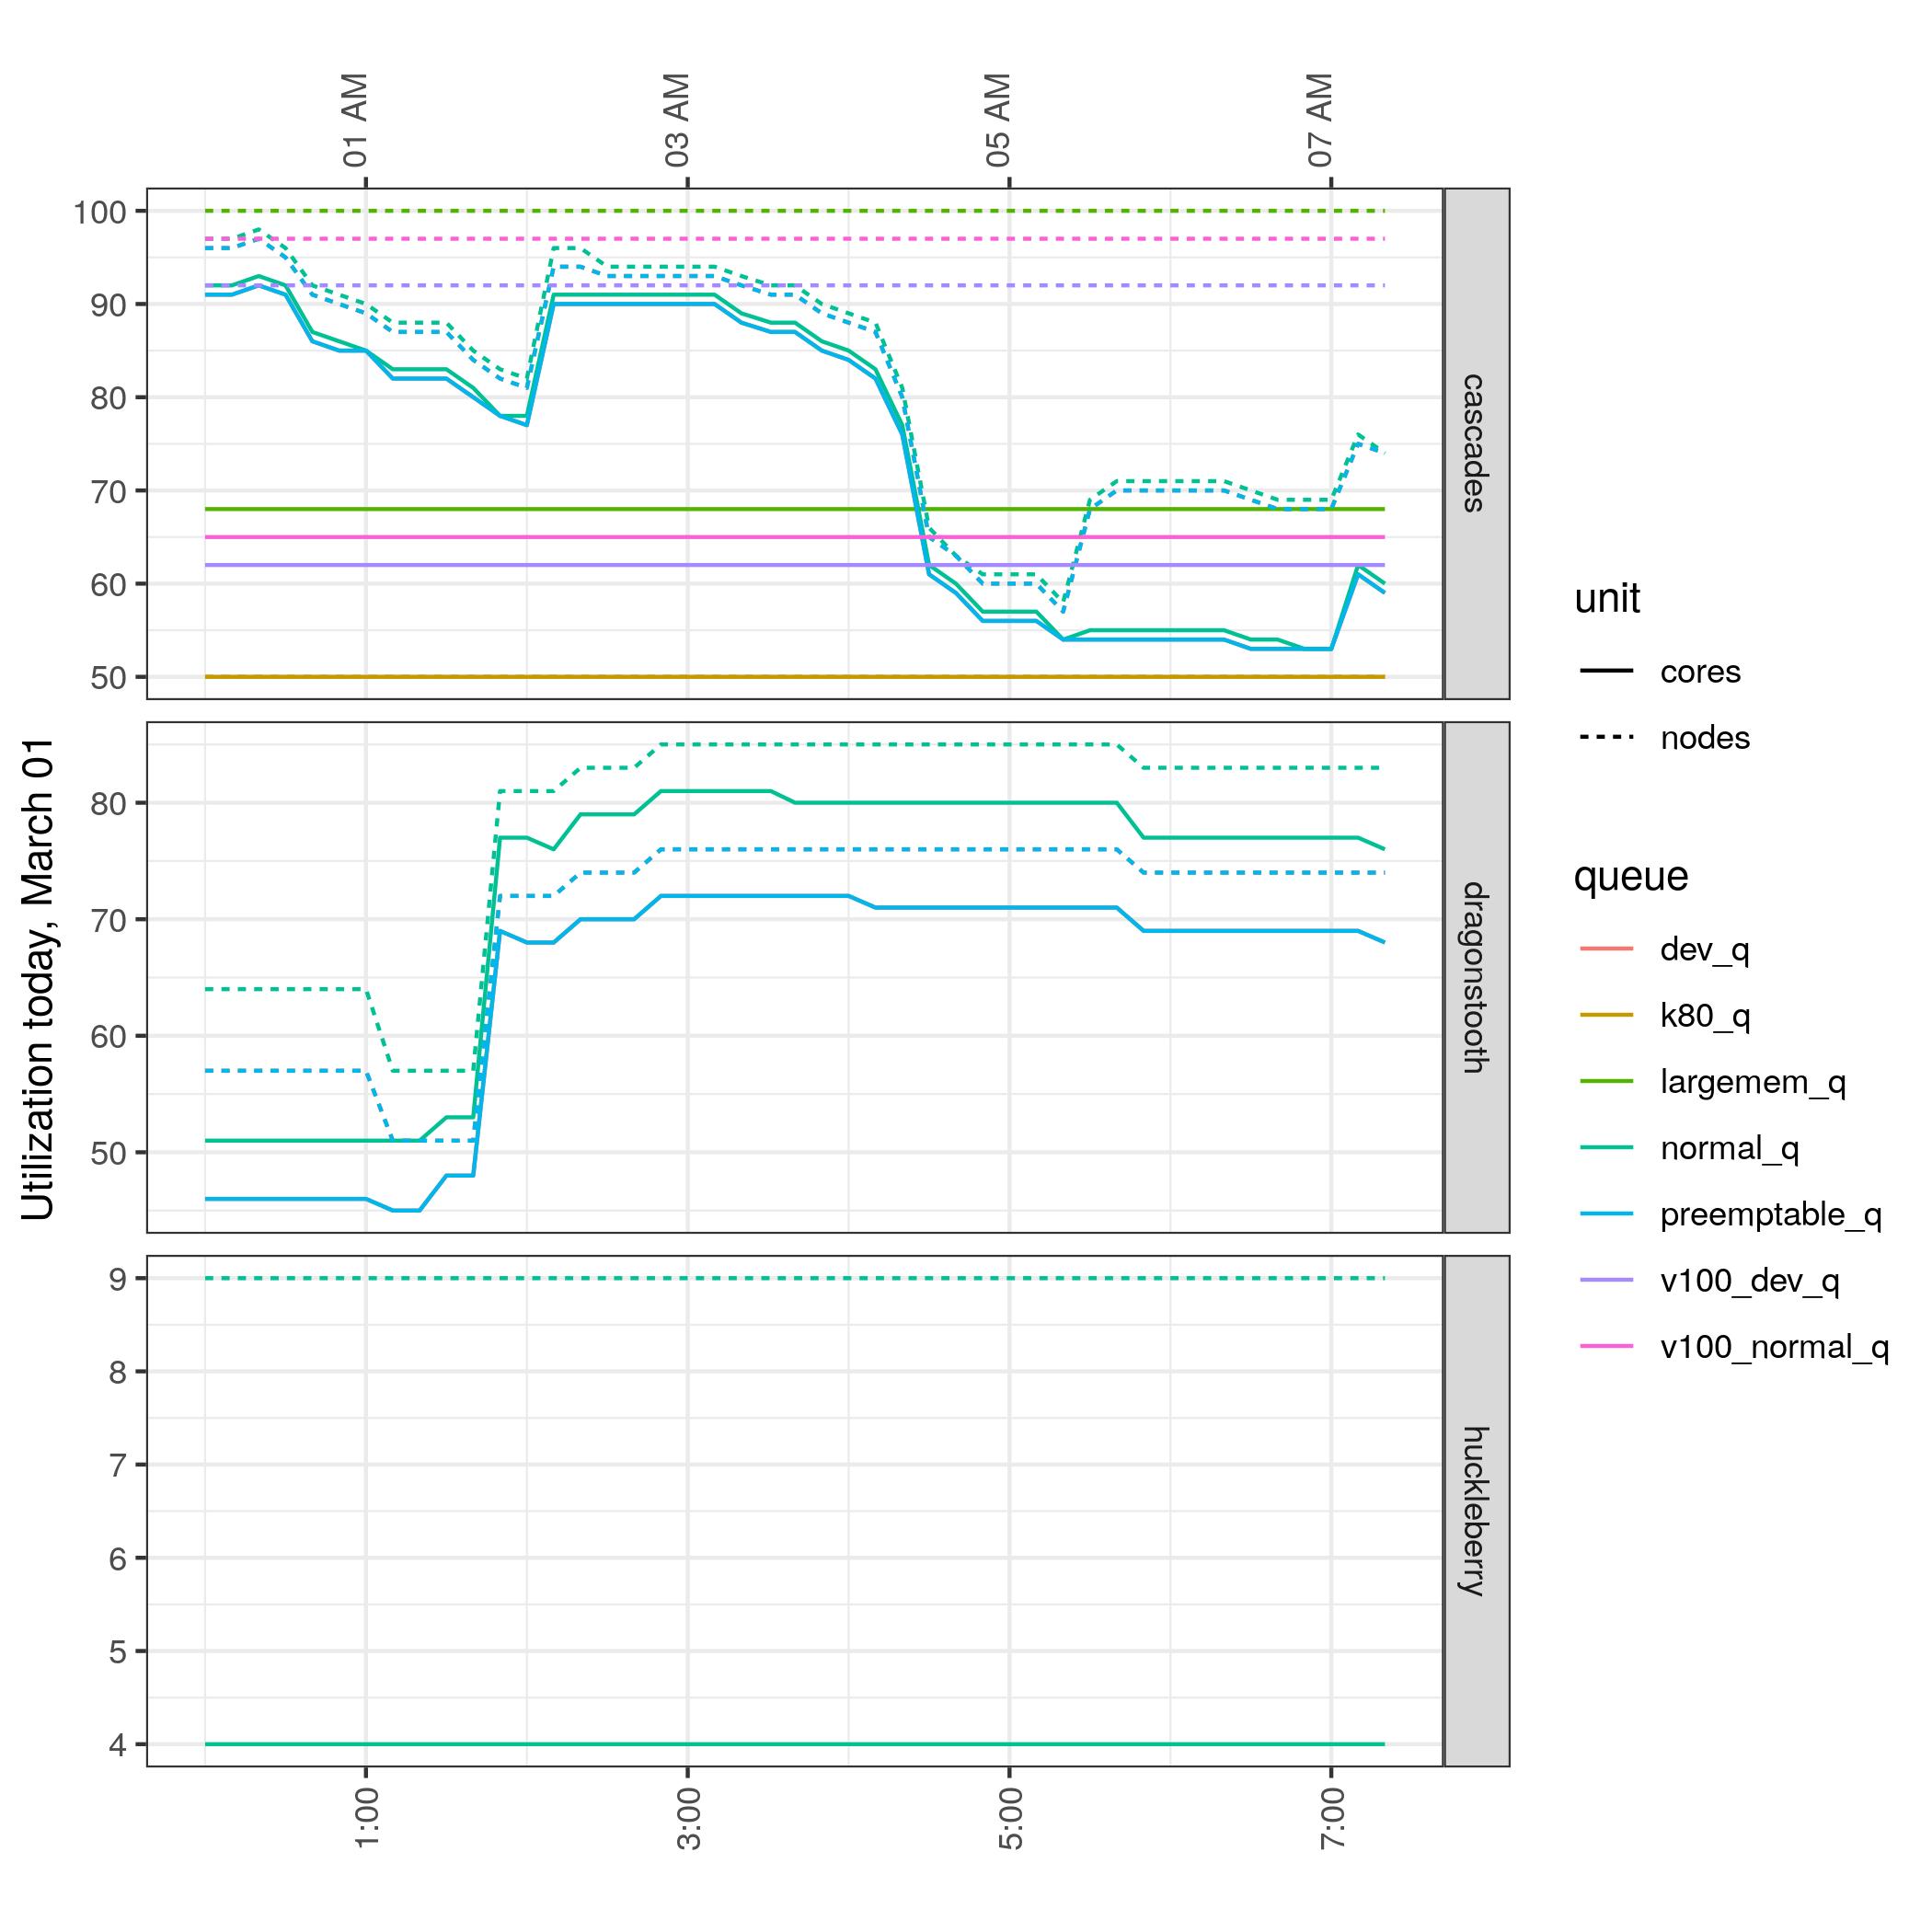 01 AM
03 AM
05 AM
07 AM
100
90
80
70
60
50
cascades
Utilization today, March 01
80
70
60
50
dragonstooth
9
8
7
6
5
4
huckleberry
1:00
3:00
5:00
7:00
unit
cores
nodes
queue
dev_q
k80_q
largemem_q
normal_q
preemptable_q
v100_dev_q
v100_normal_q